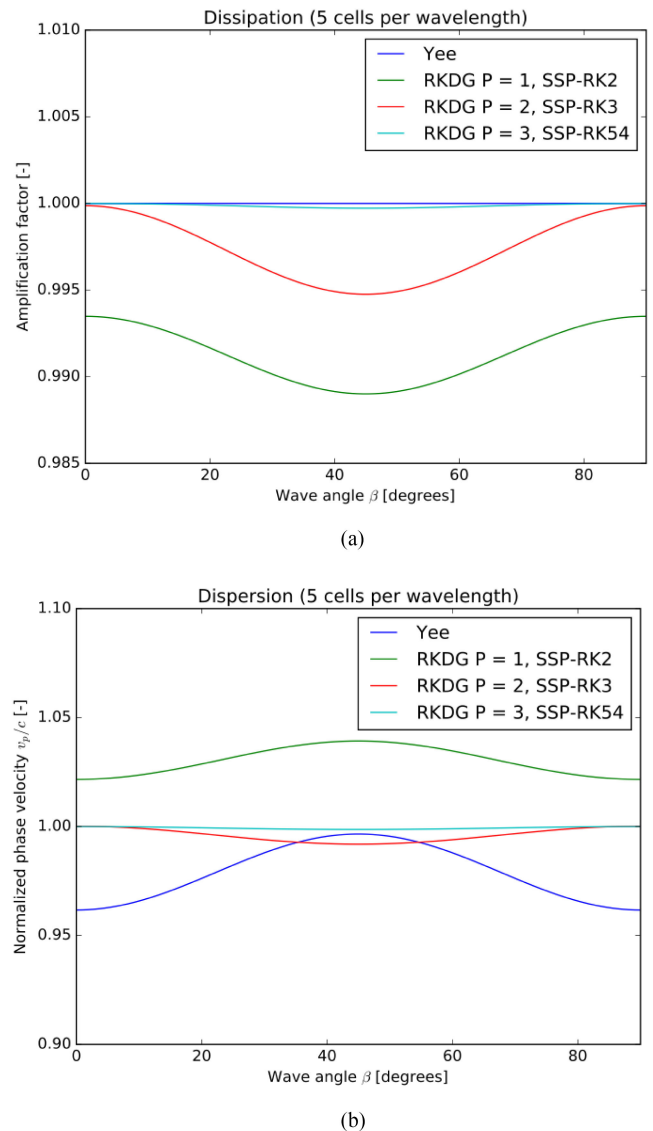 Dissipation (5 cells per wavelength)
1.010
1.005
1.000
0.995
0.990
0.985
Amplification factor [-]
Yee
RKDG P = 1, SSP-RK2
RKDG P = 2, SSP-RK3
RKDG P = 3, SSP-RK54
0 20 40 60 80
Wave angle β [degrees]
(a)
Dispersion (5 cells per wavelength)
1.10
1.05
1.00
0.95
0.90
Normalized phase velocity v_p/c [-]
Yee
RKDG P = 1, SSP-RK2
RKDG P = 2, SSP-RK3
RKDG P = 3, SSP-RK54
0 20 40 60 80
Wave angle β [degrees]
(b)